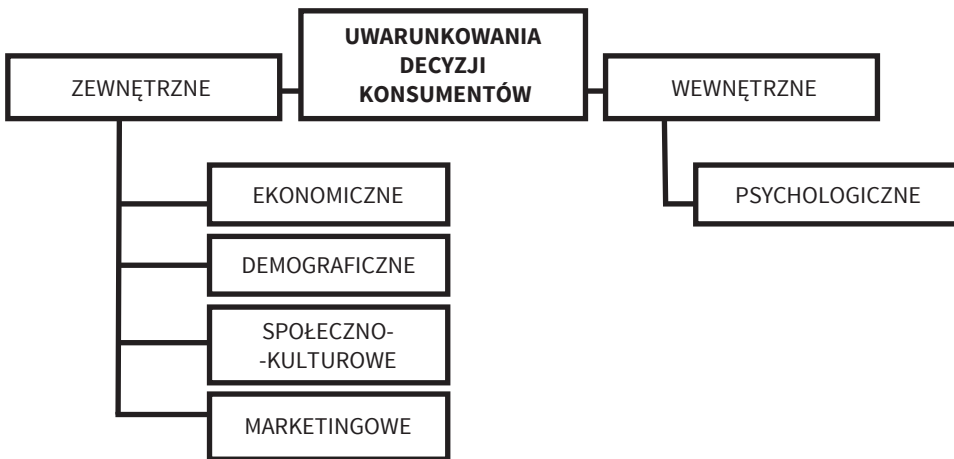 UWARUNKOWANIA
DECYZJI
KONSUMENTÓW
ZEWNĘTRZNE
WEWNĘTRZNE
EKONOMICZNE
DEMOGRAFICZNE
SPOŁECZNO-
-KULTUROWE
MARKETINGOWE
PSYCHOLOGICZNE